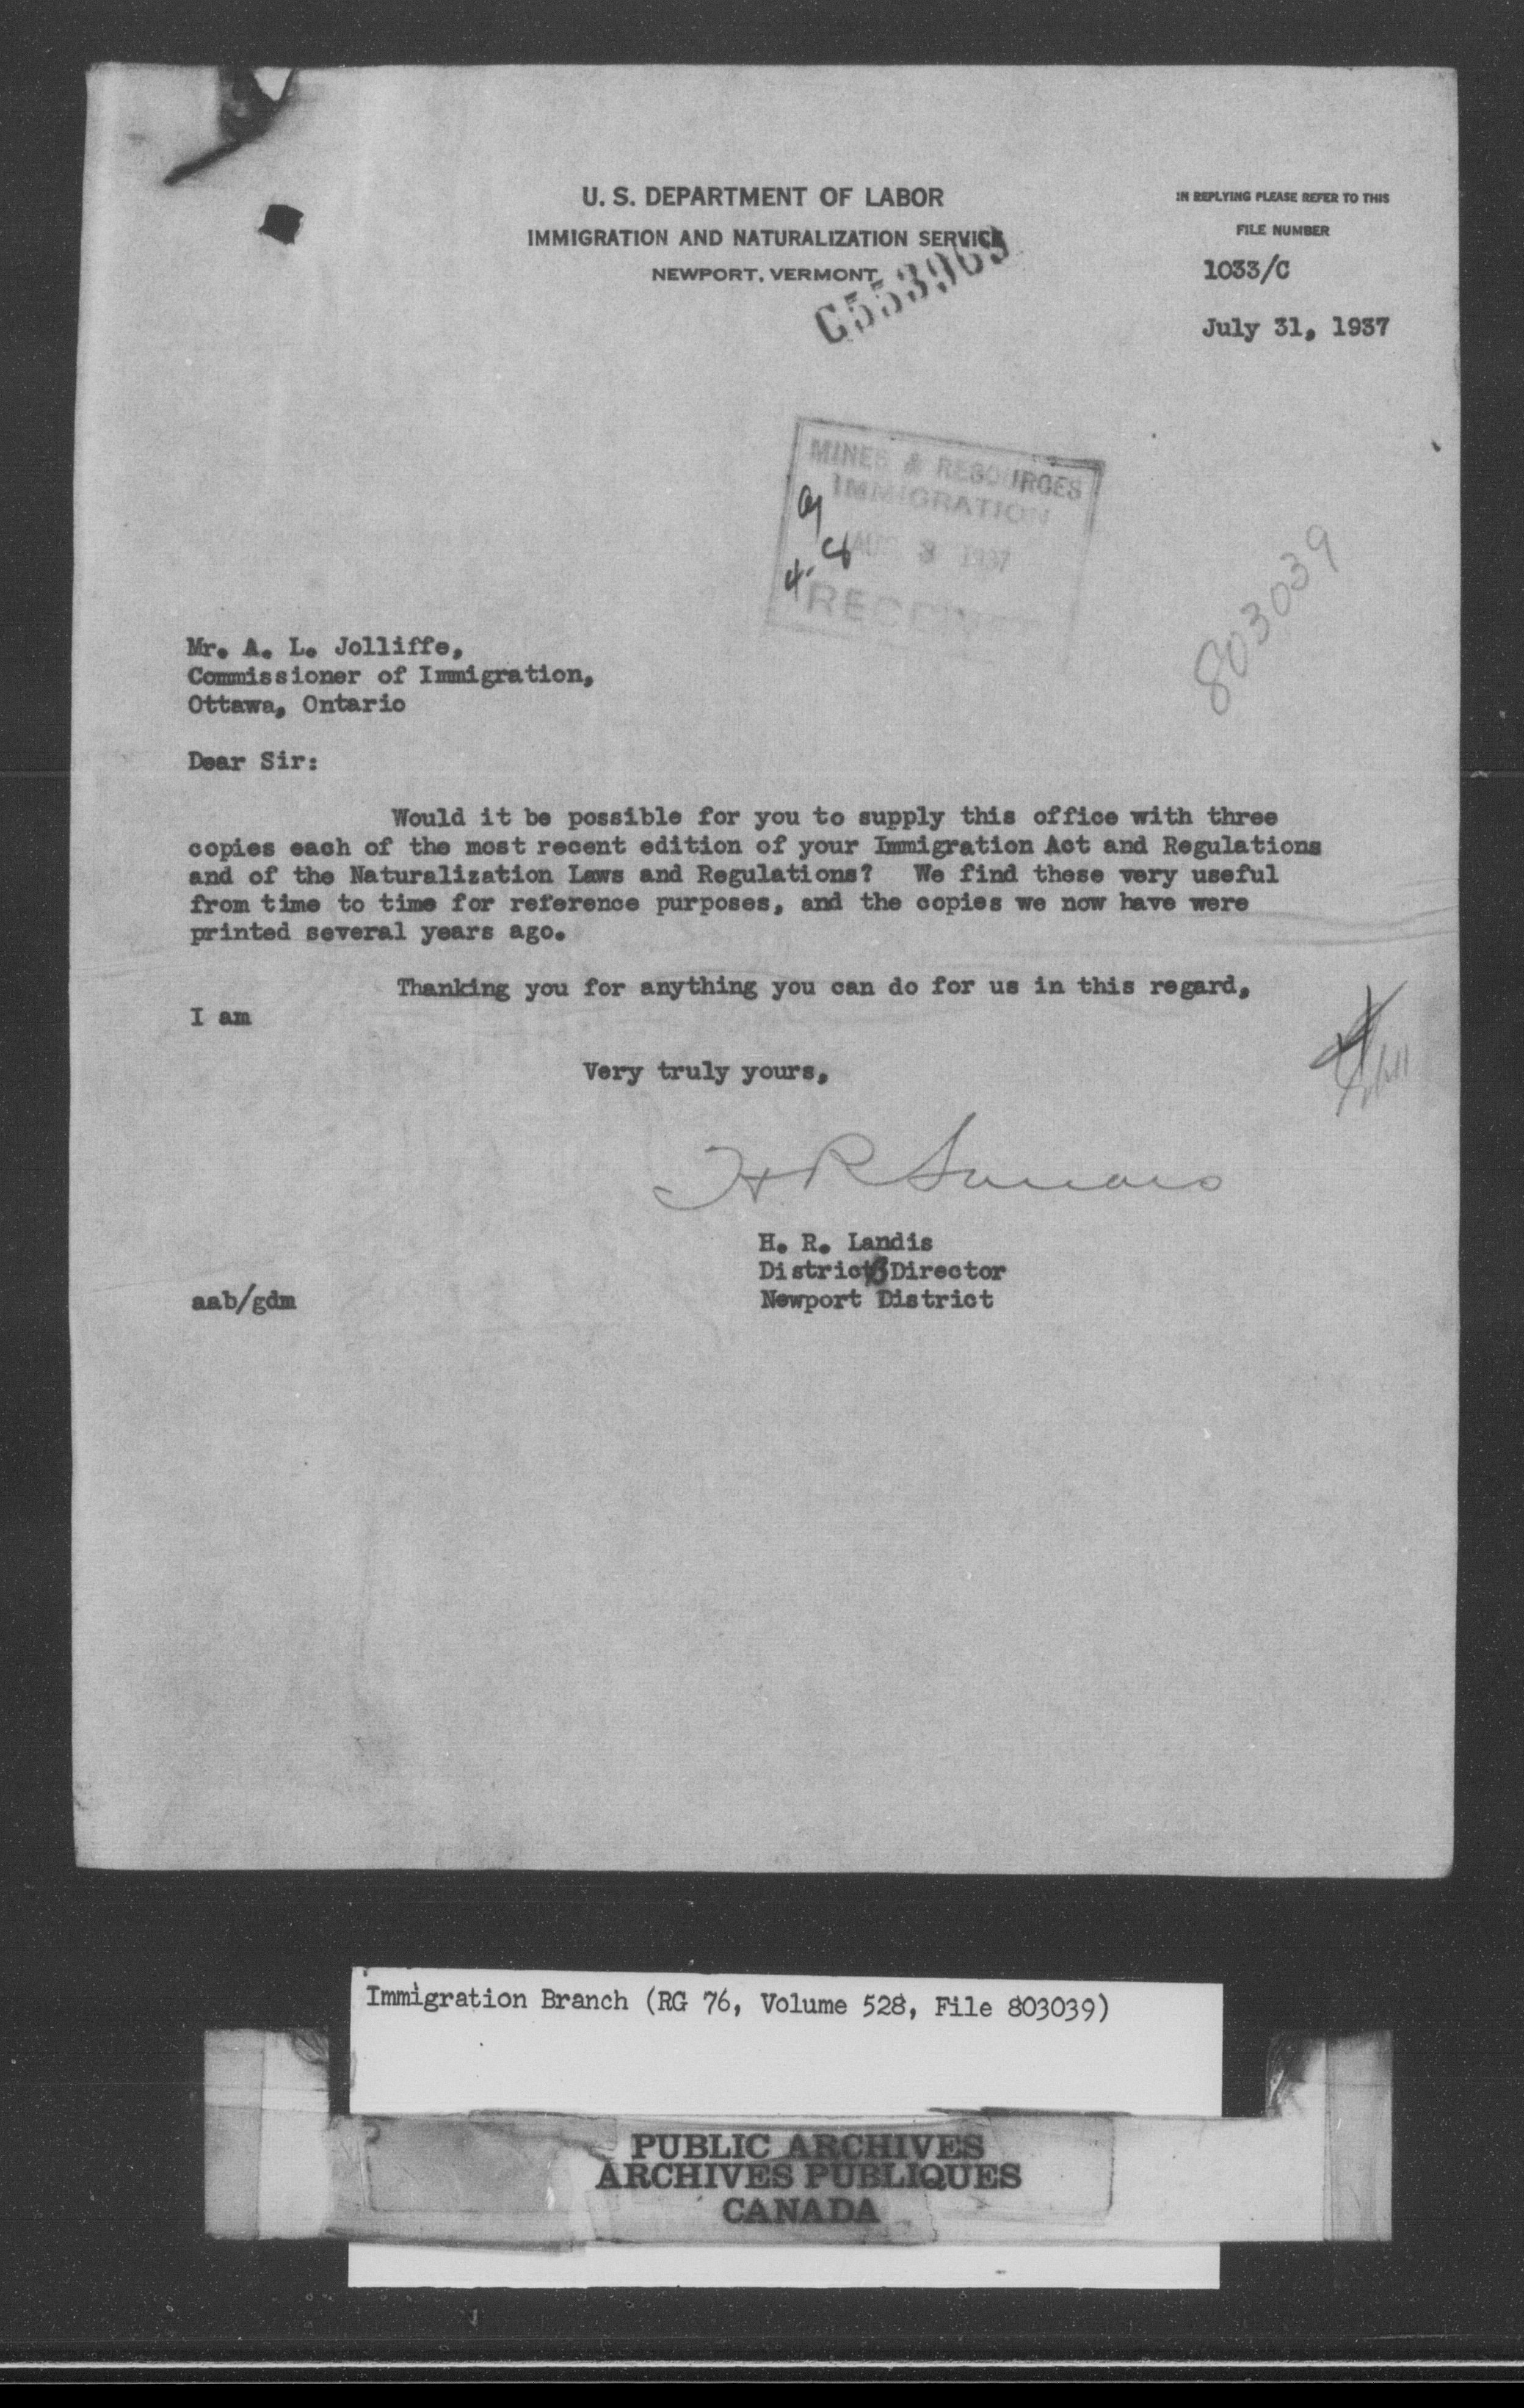 U. S. DEPARTMENT OF LABOR
IMMIGRATION AND NATURALIZATION SERVICE
NEWPORT, VERMONT
C553969
IN REPLYING PLEASE REFER TO THIS
FILE NUMBER
1033/C
July 31, 1937
MINES & RESOURCES
IMMIGRATION
AUG 3 1937
RECEIVED
803039
Mr. A. L. Jolliffe,
Commissioner of Immigration,
Ottawa, Ontario
Dear Sir:
Would it be possible for you to supply this office with three
copies each of the most recent edition of your Immigration Act and Regulations
and of the Naturalization Laws and Regulations? We find these very useful
from time to time for reference purposes, and the copies we now have were
printed several years ago.
Thanking you for anything you can do for us in this regard,
I am
Very truly yours,
H R
H. R. Landis
District Director
Newport District
aab/gdm
Immigration Branch (RG 76, Volume 528, File 803039)
PUBLIC ARCHIVES
ARCHIVES PUBLIQUES
CANADA